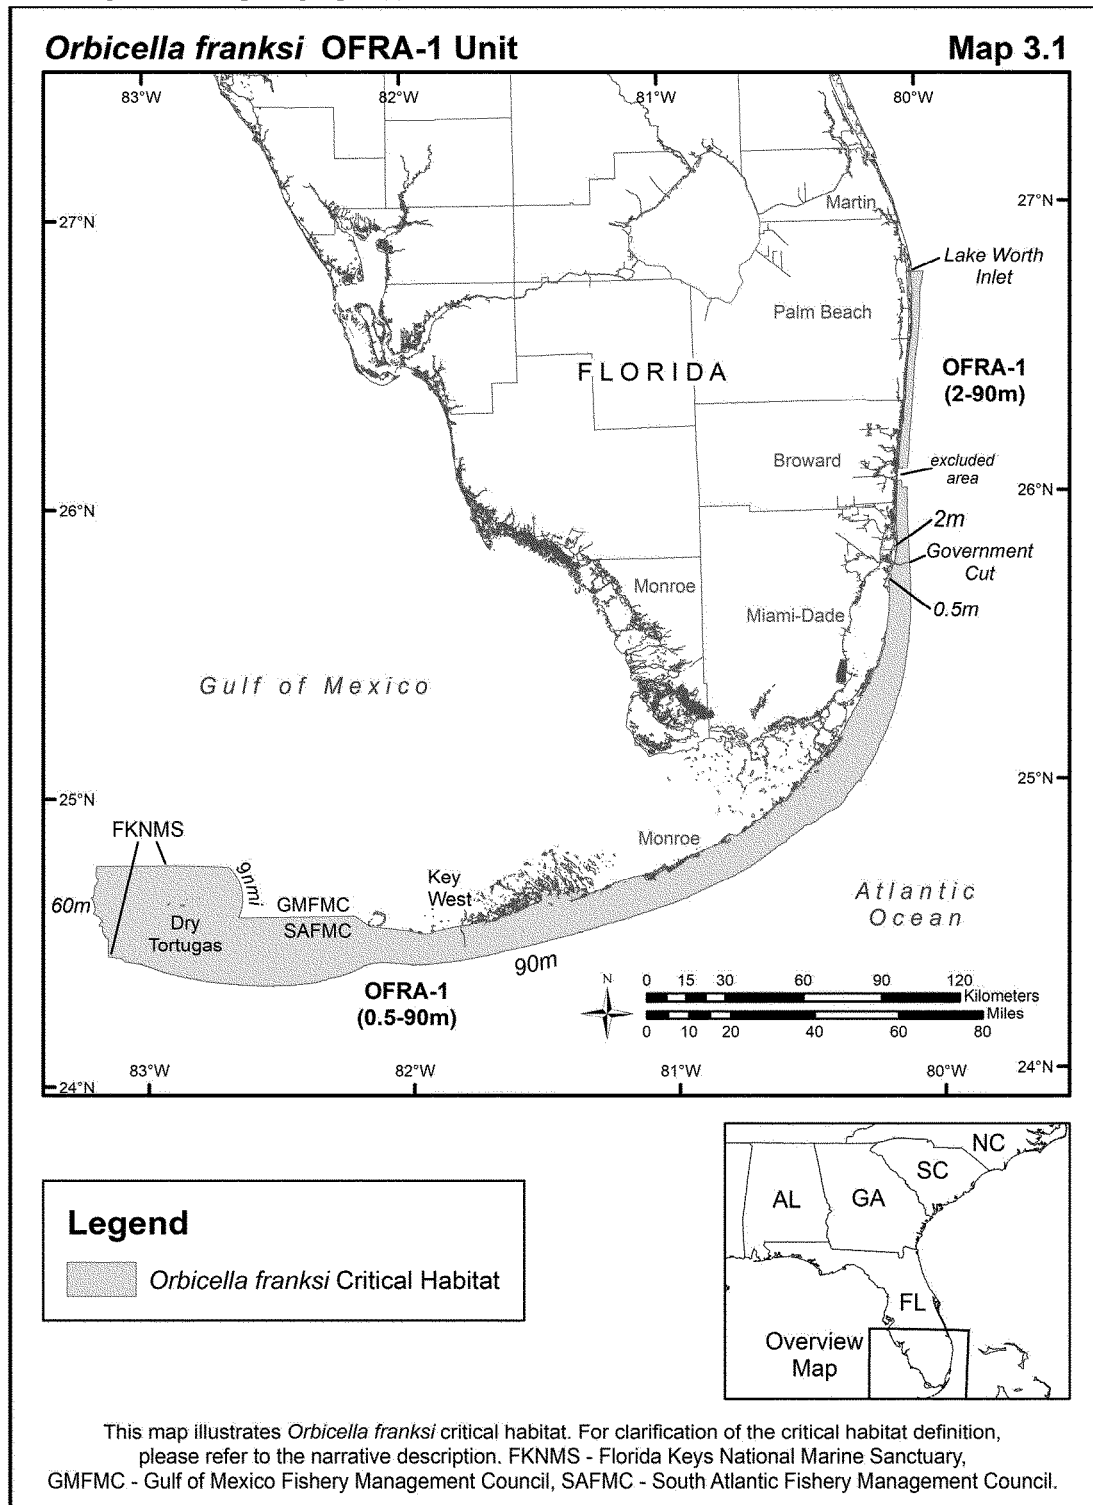 Orbicella franksi OFRA-1 Unit
Map 3.1
83°W
82°W
81°W
80°W
27°N
27°N
Martin
Lake Worth
Inlet
Palm Beach
FLORIDA
OFRA-1
(2-90m)
Broward
excluded
area
26°N
26°N
2m
Government
Cut
Monroe
0.5m
Miami-Dade
Gulf of Mexico
25°N
25°N
FKNMS
Monroe
9nmi
Key
West
60m
GMFMC
Dry
Tortugas
SAFMC
Atlantic
Ocean
90m
OFRA-1
(0.5-90m)
N
0 15 30 60 90 120
Kilometers
Miles
0 10 20 40 60 80
24°N
24°N
83°W
82°W
81°W
80°W
Legend
Orbicella franksi Critical Habitat
NC
SC
AL
GA
FL
Overview
Map
This map illustrates Orbicella franksi critical habitat. For clarification of the critical habitat definition,
please refer to the narrative description. FKNMS - Florida Keys National Marine Sanctuary,
GMFMC - Gulf of Mexico Fishery Management Council, SAFMC - South Atlantic Fishery Management Council.